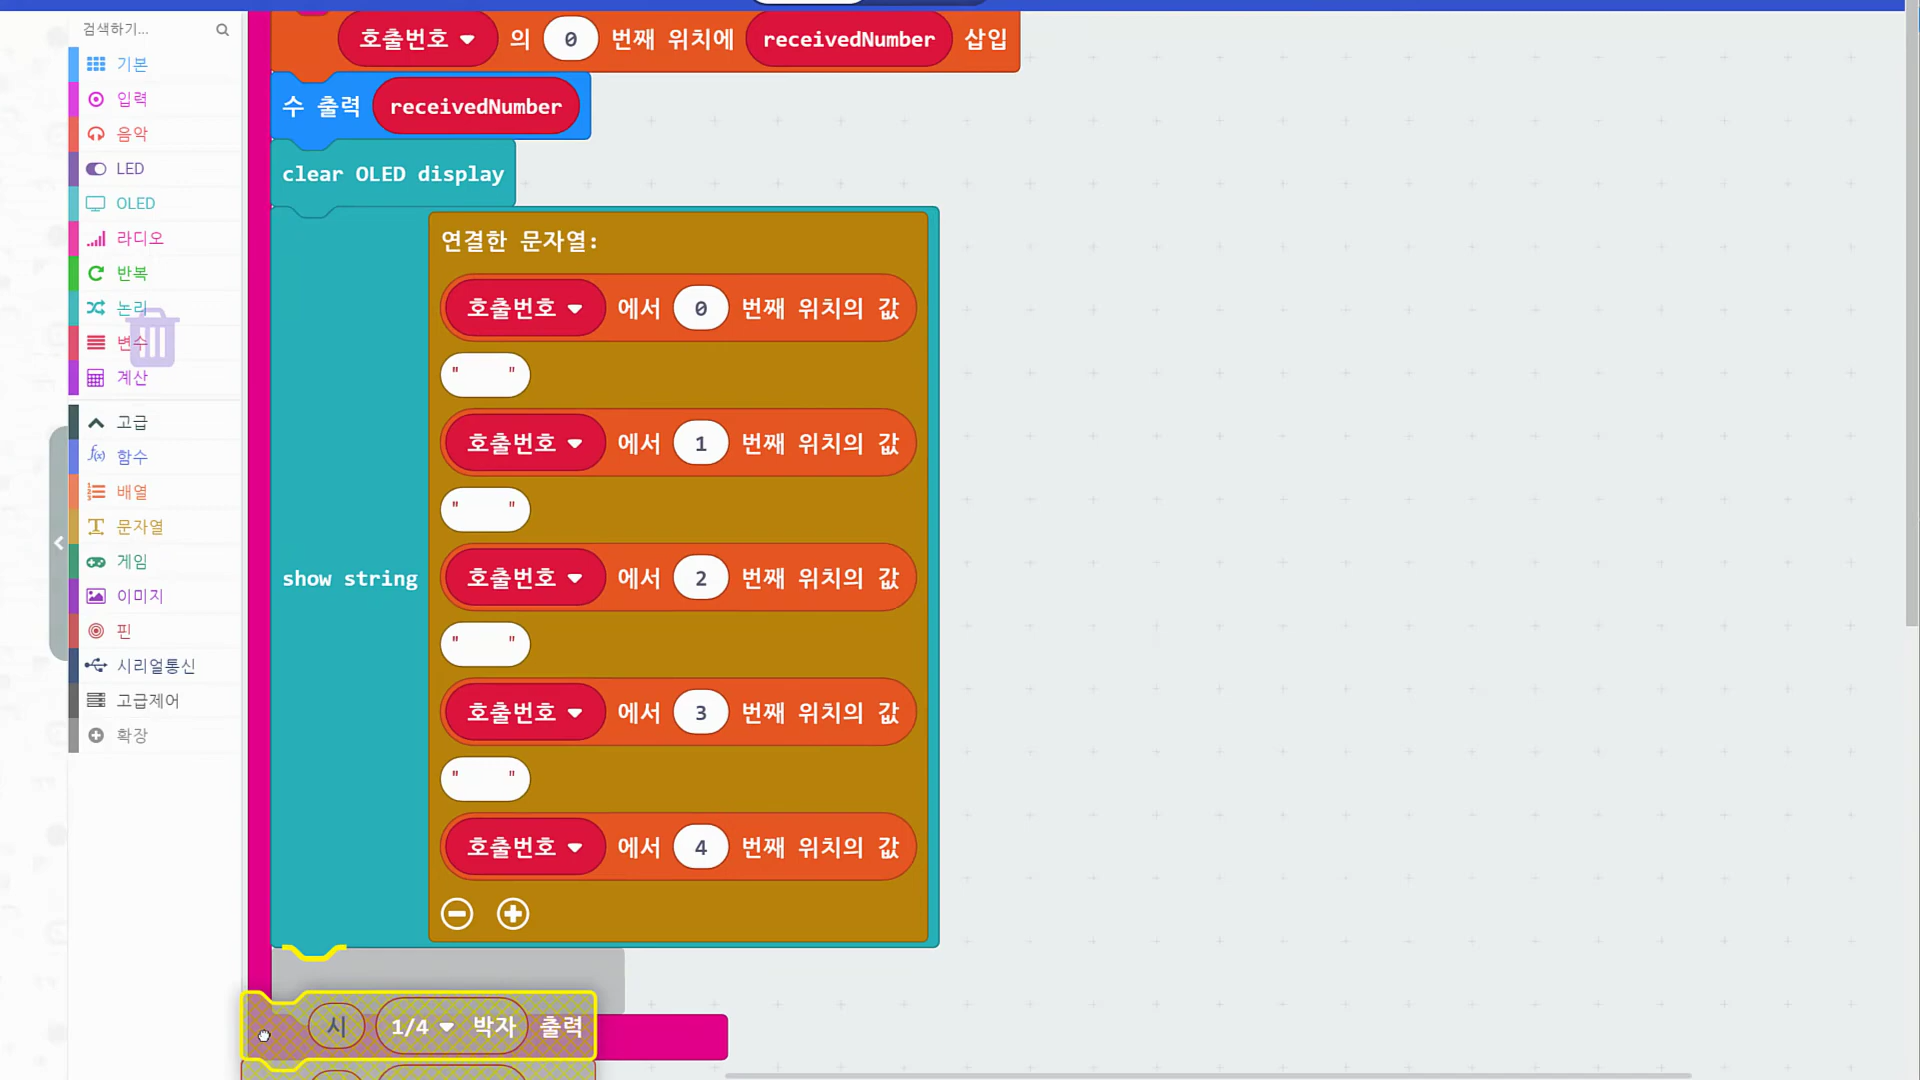 검색하기...
기본
입력
음악
LED
OLED
라디오
반복
논리
변수
계산
고급
함수
배열
문자열
게임
이미지
핀
시리얼통신
고급제어
확장
호출번호 의 0 번째 위치에 receivedNumber 삽입
수 출력 receivedNumber
clear OLED display
show string
연결한 문자열:
호출번호 에서 0 번째 위치의 값
" "
호출번호 에서 1 번째 위치의 값
" "
호출번호 에서 2 번째 위치의 값
" "
호출번호 에서 3 번째 위치의 값
" "
호출번호 에서 4 번째 위치의 값
시 1/4 박자 출력